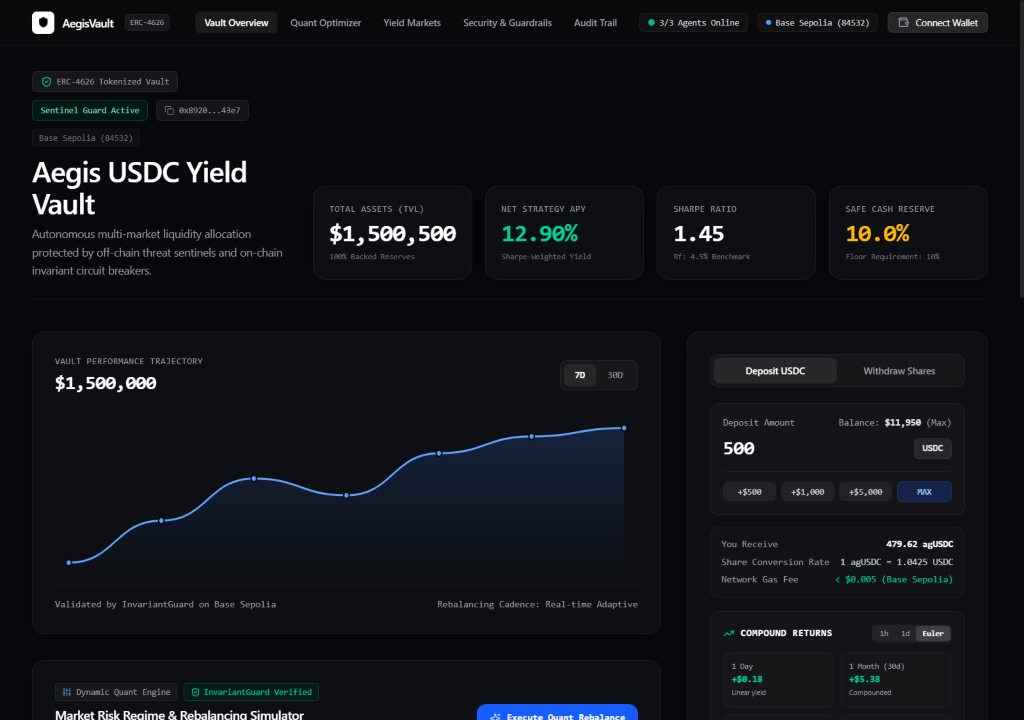 AegisVault ERC-4626 Vault Overview Quant Optimizer Yield Markets Security & Guardrails Audit Trail 3/3 Agents Online Base Sepolia (84532) Connect Wallet
ERC-4626 Tokenized Vault
Sentinel Guard Active 0x8920...43e7
Base Sepolia (84532)
Aegis USDC Yield
Vault
Autonomous multi-market liquidity allocation
protected by off-chain threat sentinels and on-chain
invariant circuit breakers.
TOTAL ASSETS (TVL)
$1,500,500
100% Backed Reserves
NET STRATEGY APY
12.90%
Sharpe-Weighted Yield
SHARPE RATIO
1.45
Rf: 4.5% Benchmark
SAFE CASH RESERVE
10.0%
Floor Requirement: 10%
VAULT PERFORMANCE TRAJECTORY
$1,500,000
7D 30D
Validated by InvariantGuard on Base Sepolia Rebalancing Cadence: Real-time Adaptive
Dynamic Quant Engine InvariantGuard Verified
Market Risk Regime & Rebalancing Simulator
Execute Quant Rebalance
Deposit USDC Withdraw Shares
Deposit Amount Balance: $11,950 (Max)
500 USDC
+$500 +$1,000 +$5,000 MAX
You Receive 479.62 agUSDC
Share Conversion Rate 1 agUSDC = 1.0425 USDC
Network Gas Fee < $0.005 (Base Sepolia)
COMPOUND RETURNS 1h 1d Euler
1 Day
+$0.18
Linear yield
1 Month (30d)
+$5.38
Compounded